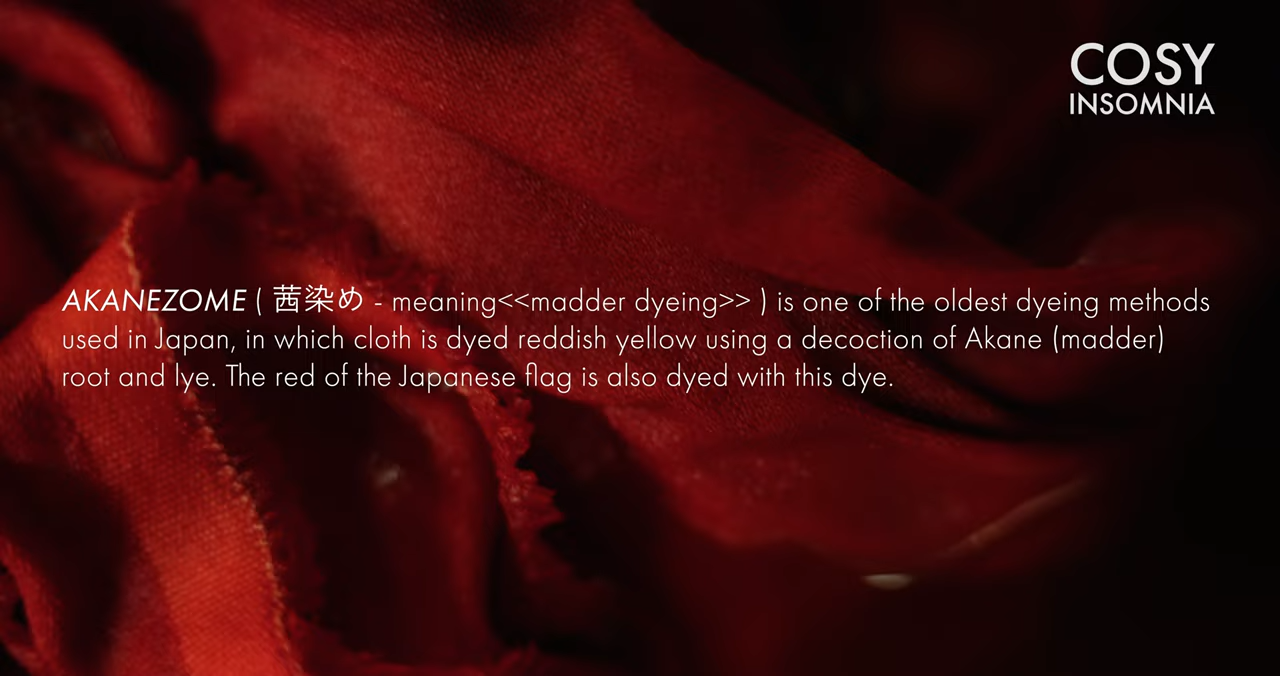 COSY
INSOMNIA
AKANEZOME ( 茜染め - meaning<<madder dyeing>> ) is one of the oldest dyeing methods
used in Japan, in which cloth is dyed reddish yellow using a decoction of Akane (madder)
root and lye. The red of the Japanese flag is also dyed with this dye.